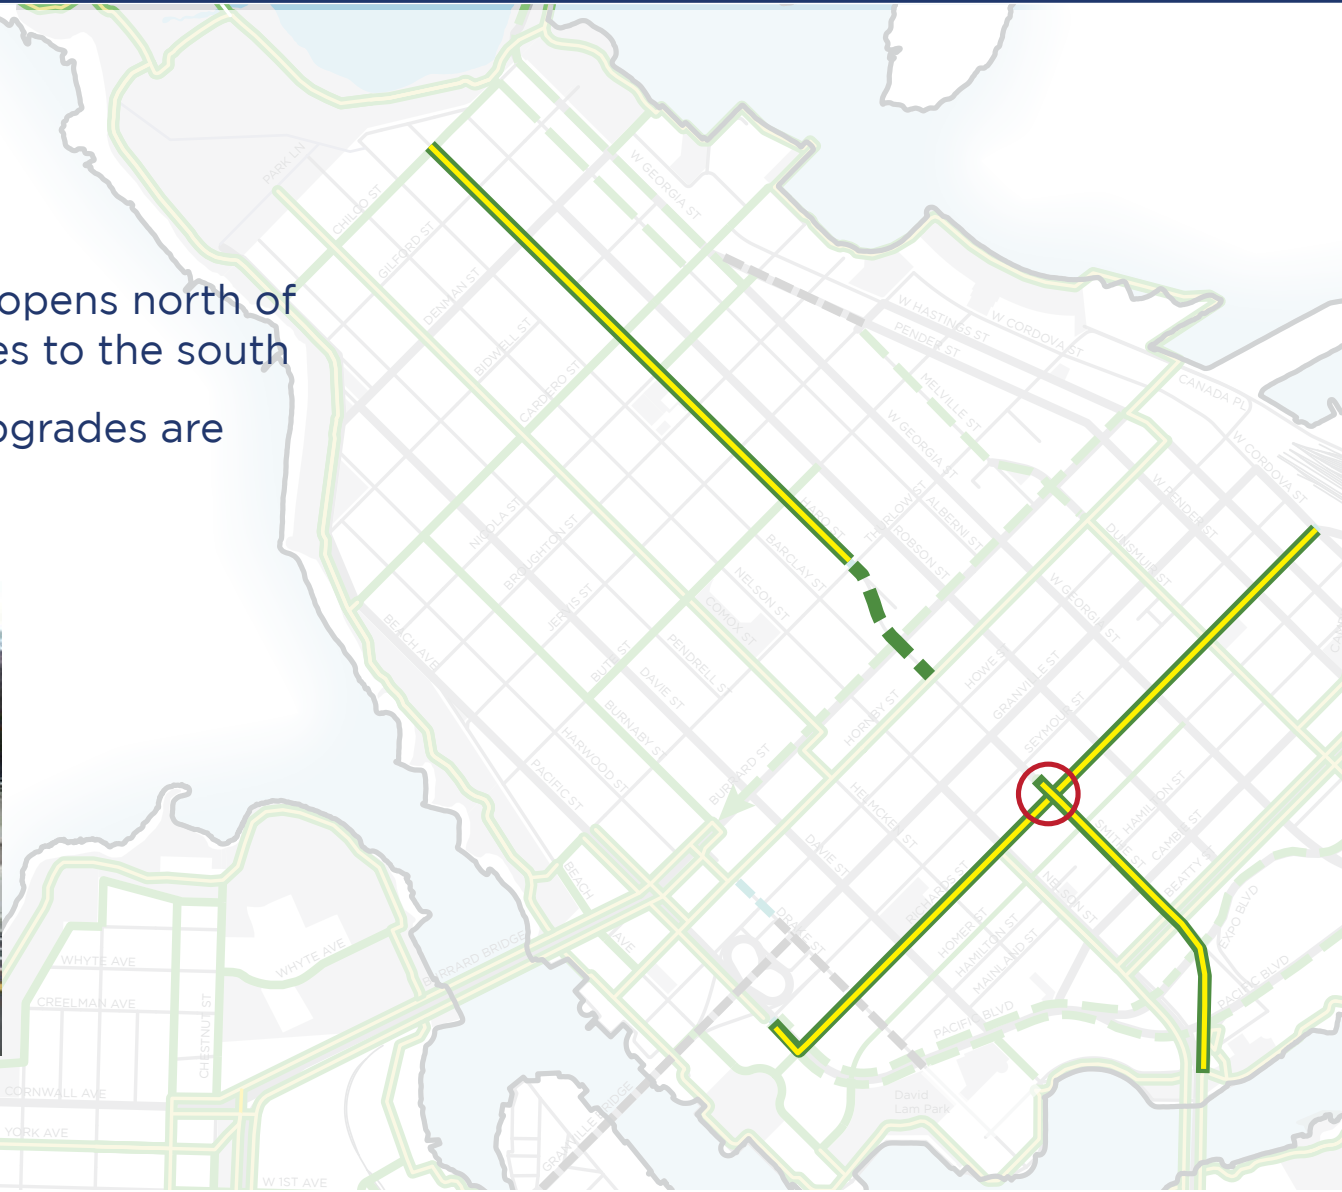 opens north of
es to the south
pgrades are
PARK LN
CHILCO ST
GILFORD ST
DENMAN ST
BIDWELL ST
CARDERO ST
NICOLA ST
BROUGHTON ST
JERVIS ST
BUTE ST
W GEORGIA ST
W HASTINGS ST
PENDER ST
W CORDOVA ST
CANADA PL
MELVILLE ST
W GEORGIA ST
ALBERNI ST
ROBSON ST
THURLOW ST
HARO ST
BARCLAY ST
NELSON ST
COMOX ST
PENDRELL ST
DAVIE ST
BURNABY ST
HARWOOD ST
PACIFIC ST
BEACH AVE
BURRARD ST
HORNBY ST
HOWE ST
GRANVILLE ST
SEYMOUR ST
W GEORGIA ST
DUNSMUIR ST
W PENDER ST
W CORDOVA ST
HELMCKEN ST
DAVIE ST
DRAKE ST
RICHARDS ST
HOMER ST
HAMILTON ST
MAINLAND ST
NELSON ST
SMITHE ST
HAMILTON ST
CAMBIE ST
BEATTY ST
EXPO BLVD
PACIFIC BLVD
PACIFIC BLVD
BEACH
AVE
David
Lam Park
WHYTE AVE
WHYTE AVE
CREELMAN AVE
CHESTNUT ST
CORNWALL AVE
YORK AVE
W 1ST AVE